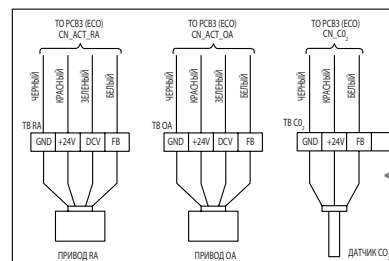 TO PCB3 (ECO)
CN_ACT_RA
ЧЕРНЫЙ
КРАСНЫЙ
ЗЕЛЕНЫЙ
БЕЛЫЙ
TB RA
GND +24V DCV FB
ПРИВОД RA
TO PCB3 (ECO)
CN_ACT_OA
ЧЕРНЫЙ
КРАСНЫЙ
ЗЕЛЕНЫЙ
БЕЛЫЙ
TB OA
GND +24V DCV FB
ПРИВОД OA
TO PCB3 (ECO)
CN_CO₂
ЧЕРНЫЙ
КРАСНЫЙ
БЕЛЫЙ
TB CO₂
GND +24V FB
ДАТЧИК CO₂